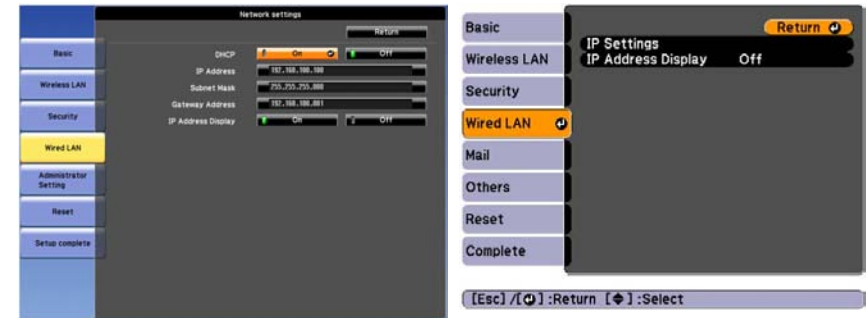 Network settings
Return
Basic
Wireless LAN
Security
Wired LAN
Administrator
Setting
Reset
Setup complete
DHCP On Off
IP Address 192.168.100.100
Subnet Mask 255.255.255.000
Gateway Address 192.168.100.001
IP Address Display On Off
Basic
Wireless LAN
Security
Wired LAN
Mail
Others
Reset
Complete
Return
IP Settings
IP Address Display Off
[Esc] /[ ] :Return [ ] :Select